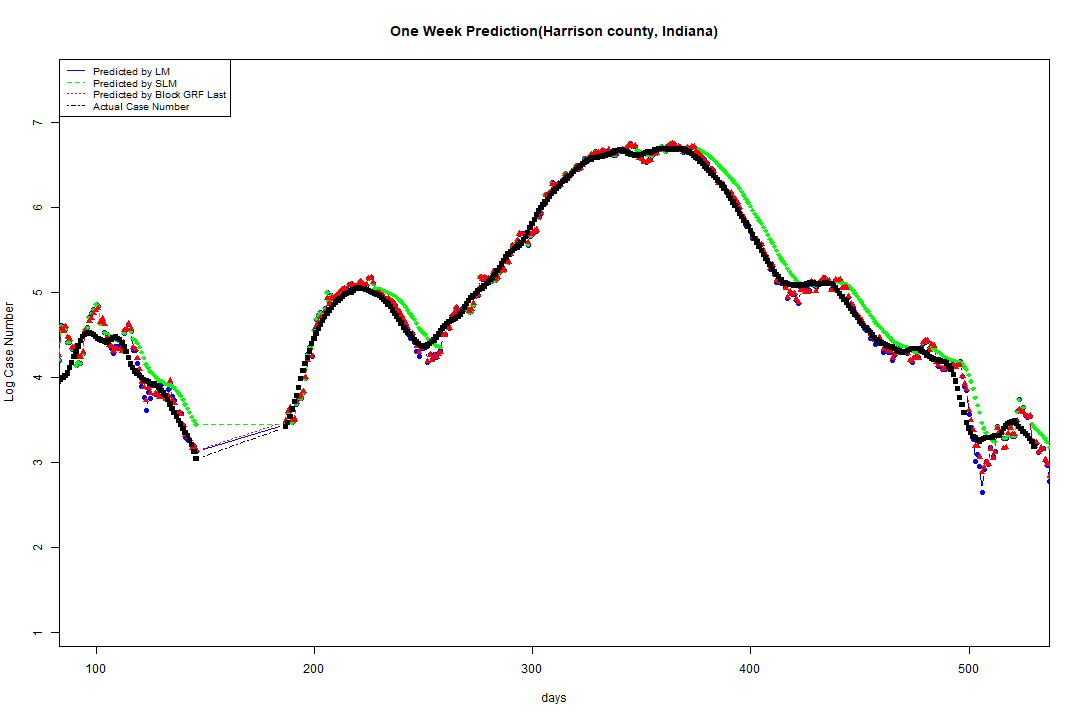 One Week Prediction(Harrison county, Indiana)
Predicted by LM
Predicted by SLM
Predicted by Block GRF Last
Actual Case Number
7
6
5
4
3
2
1
Log Case Number
100 200 300 400 500
days